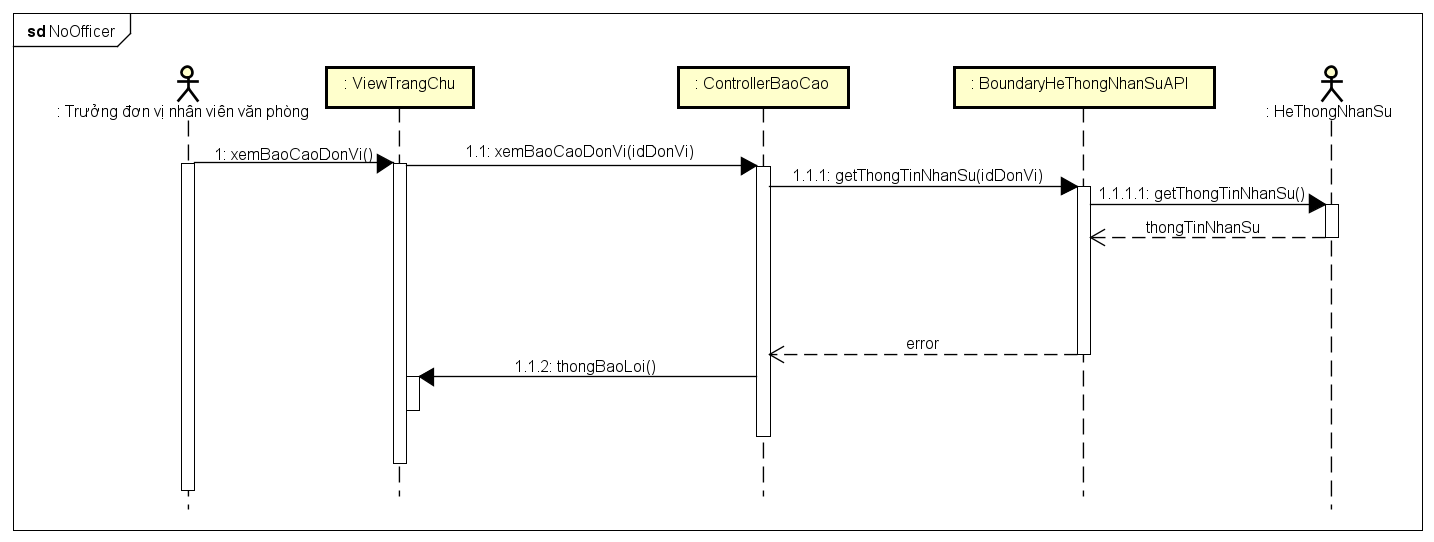 sd NoOfficer
: Trưởng đơn vị nhân viên văn phòng
: ViewTrangChu
: ControllerBaoCao
: BoundaryHeThongNhanSuAPI
: HeThongNhanSu
1: xemBaoCaoDonVi()
1.1: xemBaoCaoDonVi(idDonVi)
1.1.1: getThongTinNhanSu(idDonVi)
1.1.1.1: getThongTinNhanSu()
thongTinNhanSu
error
1.1.2: thongBaoLoi()